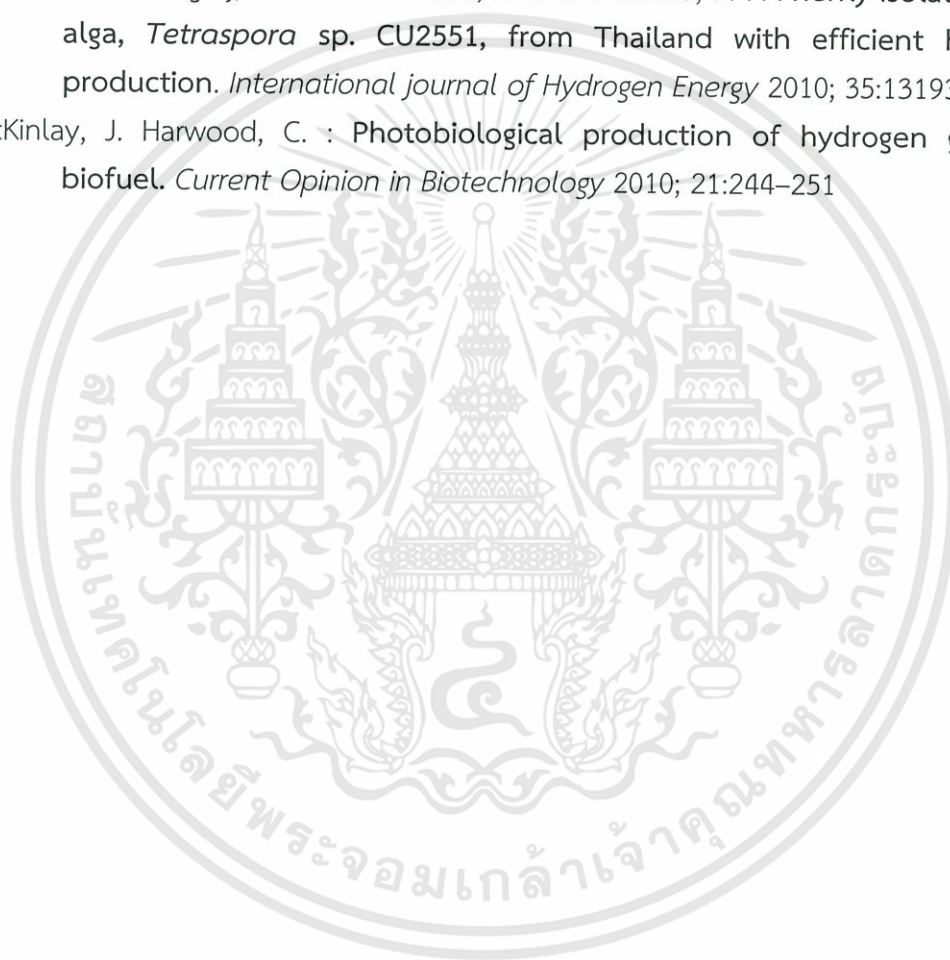 alga, Tetraspora sp. CU2551, from Thailand with efficient
production. International journal of Hydrogen Energy 2010; 35:13193
Kinlay, J. Harwood, C. : Photobiological production of hydrogen
biofuel. Current Opinion in Biotechnology 2010; 21:244–251
สถาบันเทคโนโลยีพระจอมเกล้าเจ้าคุณทหารลาดกระบัง